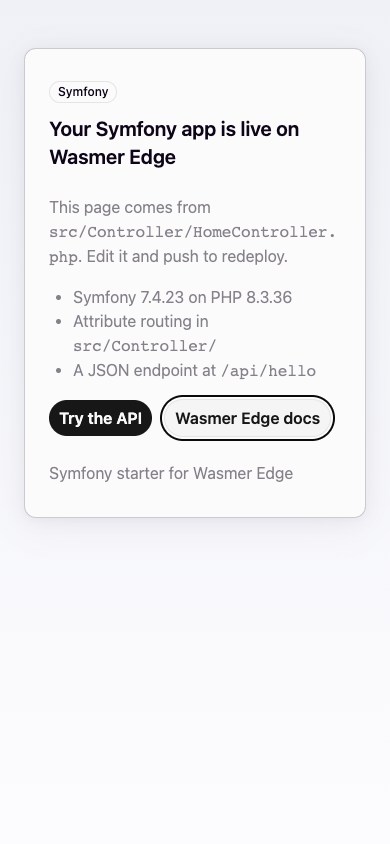 Symfony
Your Symfony app is live on
Wasmer Edge
This page comes from
src/Controller/HomeController.
php. Edit it and push to redeploy.
Symfony 7.4.23 on PHP 8.3.36
Attribute routing in
src/Controller/
A JSON endpoint at /api/hello
Try the API
Wasmer Edge docs
Symfony starter for Wasmer Edge